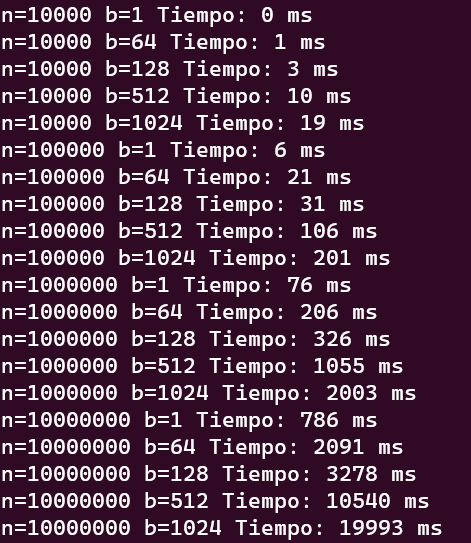 n=10000 b=1 Tiempo: 0 ms
n=10000 b=64 Tiempo: 1 ms
n=10000 b=128 Tiempo: 3 ms
n=10000 b=512 Tiempo: 10 ms
n=10000 b=1024 Tiempo: 19 ms
n=100000 b=1 Tiempo: 6 ms
n=100000 b=64 Tiempo: 21 ms
n=100000 b=128 Tiempo: 31 ms
n=100000 b=512 Tiempo: 106 ms
n=100000 b=1024 Tiempo: 201 ms
n=1000000 b=1 Tiempo: 76 ms
n=1000000 b=64 Tiempo: 206 ms
n=1000000 b=128 Tiempo: 326 ms
n=1000000 b=512 Tiempo: 1055 ms
n=1000000 b=1024 Tiempo: 2003 ms
n=10000000 b=1 Tiempo: 786 ms
n=10000000 b=64 Tiempo: 2091 ms
n=10000000 b=128 Tiempo: 3278 ms
n=10000000 b=512 Tiempo: 10540 ms
n=10000000 b=1024 Tiempo: 19993 ms